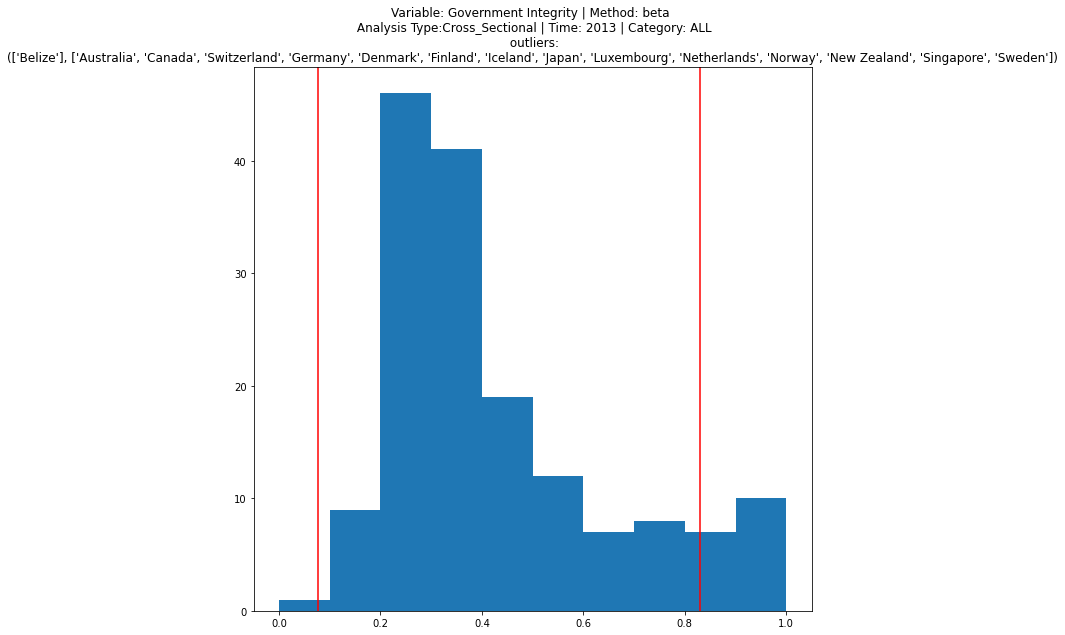 Variable: Government Integrity | Method: beta
Analysis Type:Cross_Sectional | Time: 2013 | Category: ALL
outliers:
(['Belize'], ['Australia', 'Canada', 'Switzerland', 'Germany', 'Denmark', 'Finland', 'Iceland', 'Japan', 'Luxembourg', 'Netherlands', 'Norway', 'New Zealand', 'Singapore', 'Sweden'])
40
30
20
10
0
0.0 0.2 0.4 0.6 0.8 1.0